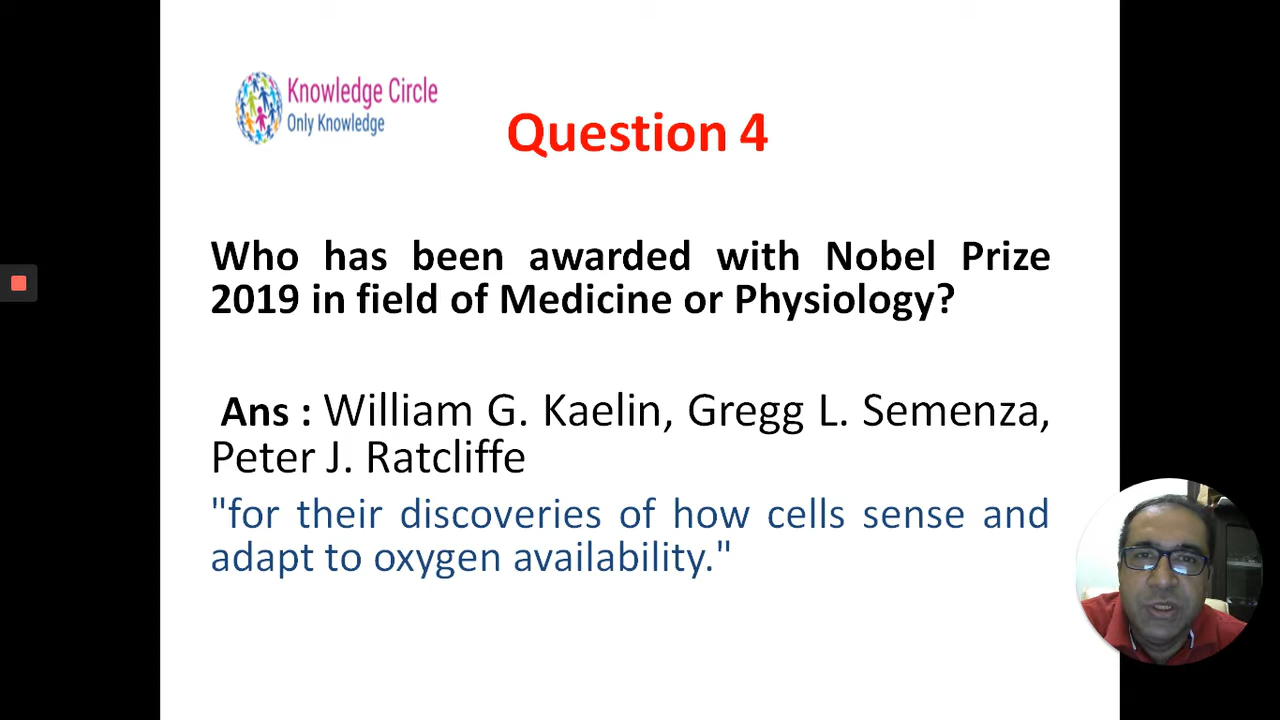 Knowledge Circle
Only Knowledge
Question 4
Who has been awarded with Nobel Prize
2019 in field of Medicine or Physiology?
Ans : William G. Kaelin, Gregg L. Semenza,
Peter J. Ratcliffe
"for their discoveries of how cells sense and
adapt to oxygen availability."